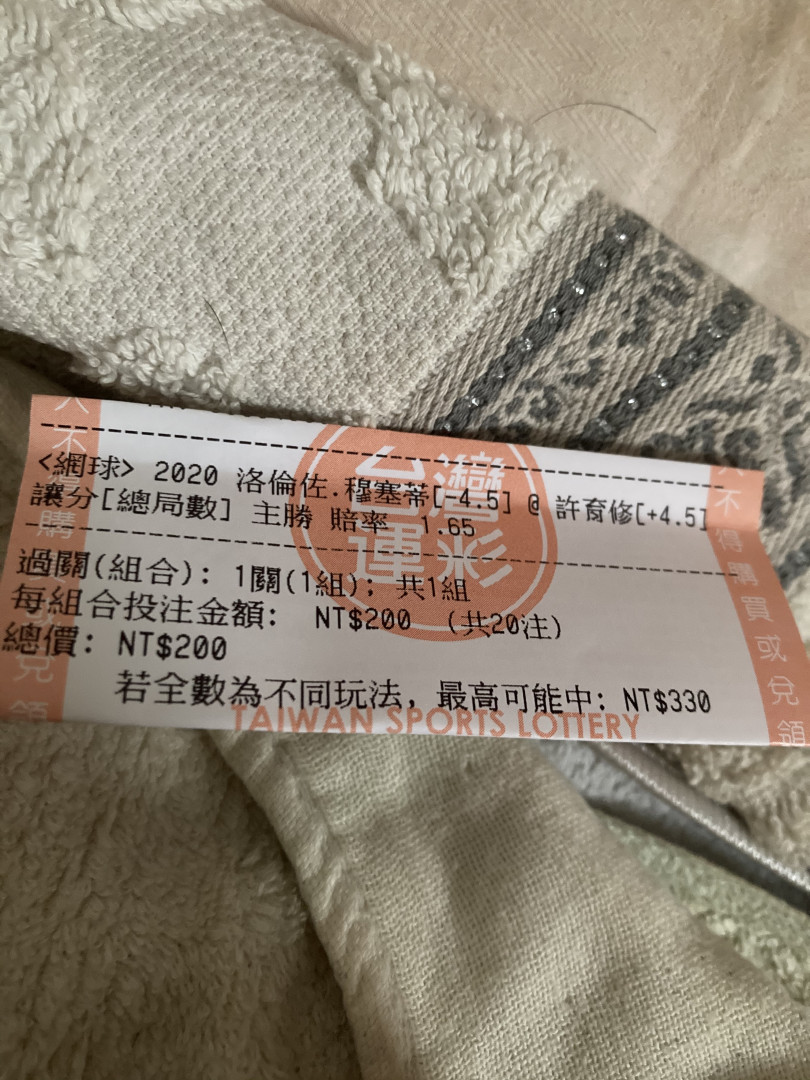 <網球> 2020 洛倫佐.穆塞蒂[-4.5] @ 許育修[+4.5]
讓分[總局數] 主勝 賠率 1.65
過關(組合): 1關(1組); 共1組
每組合投注金額: NT$200 (共20注)
總價: NT$200
若全數為不同玩法, 最高可能中: NT$330
TAIWAN SPORTS LOTTERY
台灣
運彩
不得購買或兌領